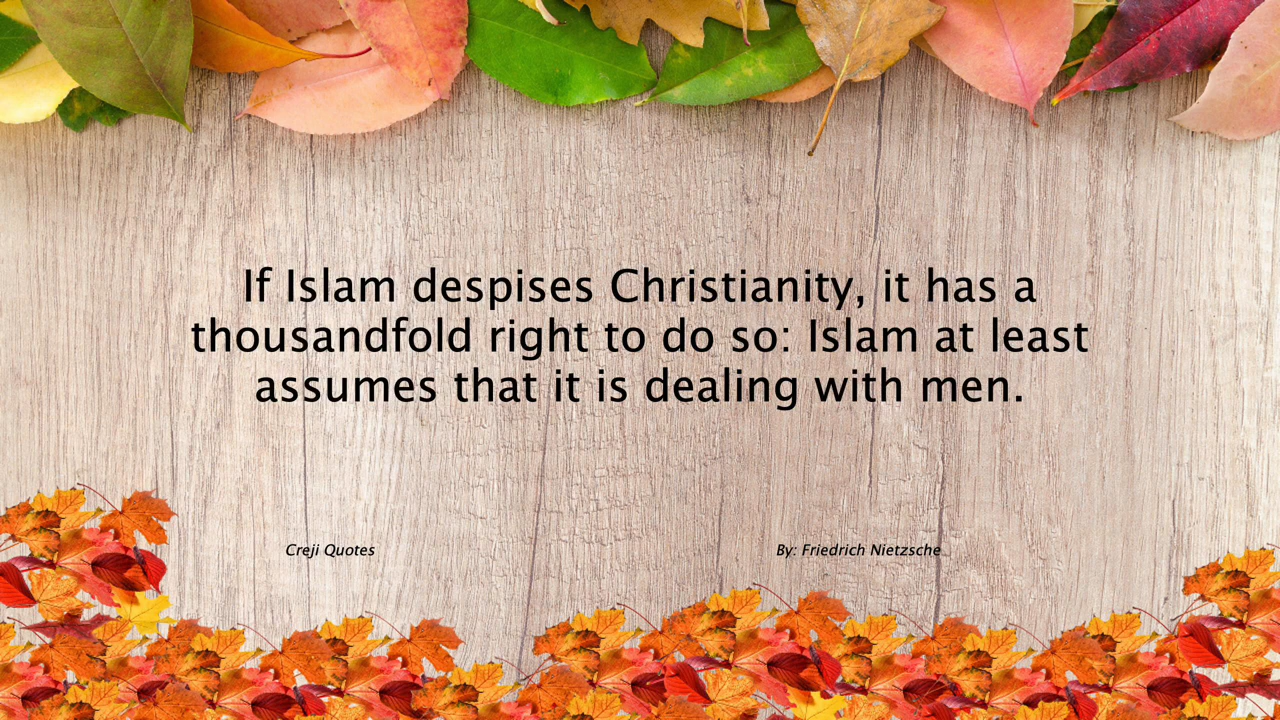 If Islam despises Christianity, it has a
thousandfold right to do so: Islam at least
assumes that it is dealing with men.
Creji Quotes
By: Friedrich Nietzsche